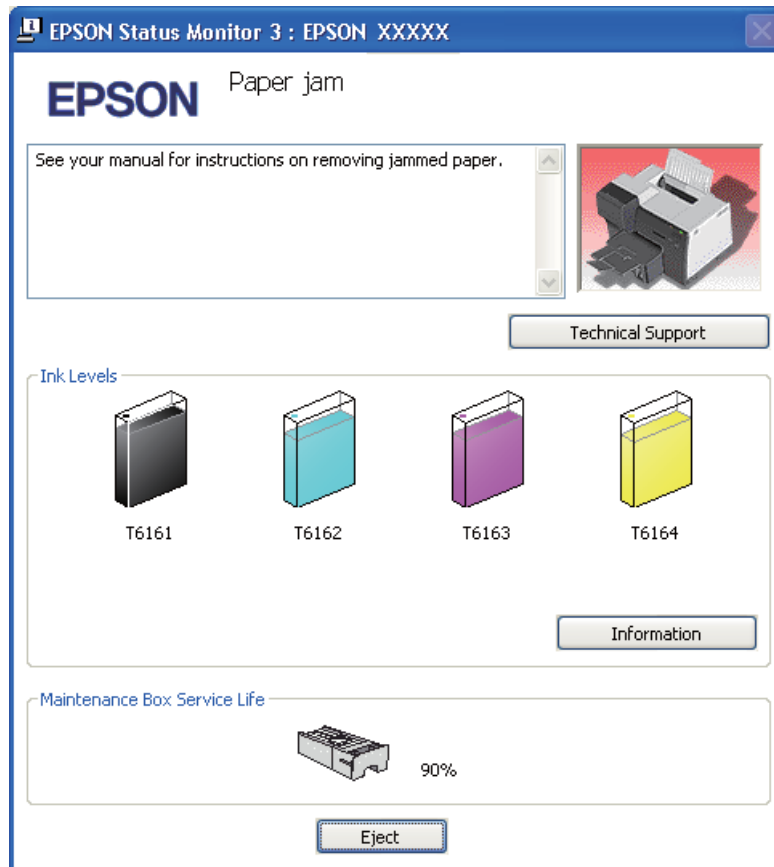 EPSON Status Monitor 3 : EPSON XXXXX
EPSON
Paper jam
See your manual for instructions on removing jammed paper.
Technical Support
Ink Levels
T6161
T6162
T6163
T6164
Information
Maintenance Box Service Life
90%
Eject